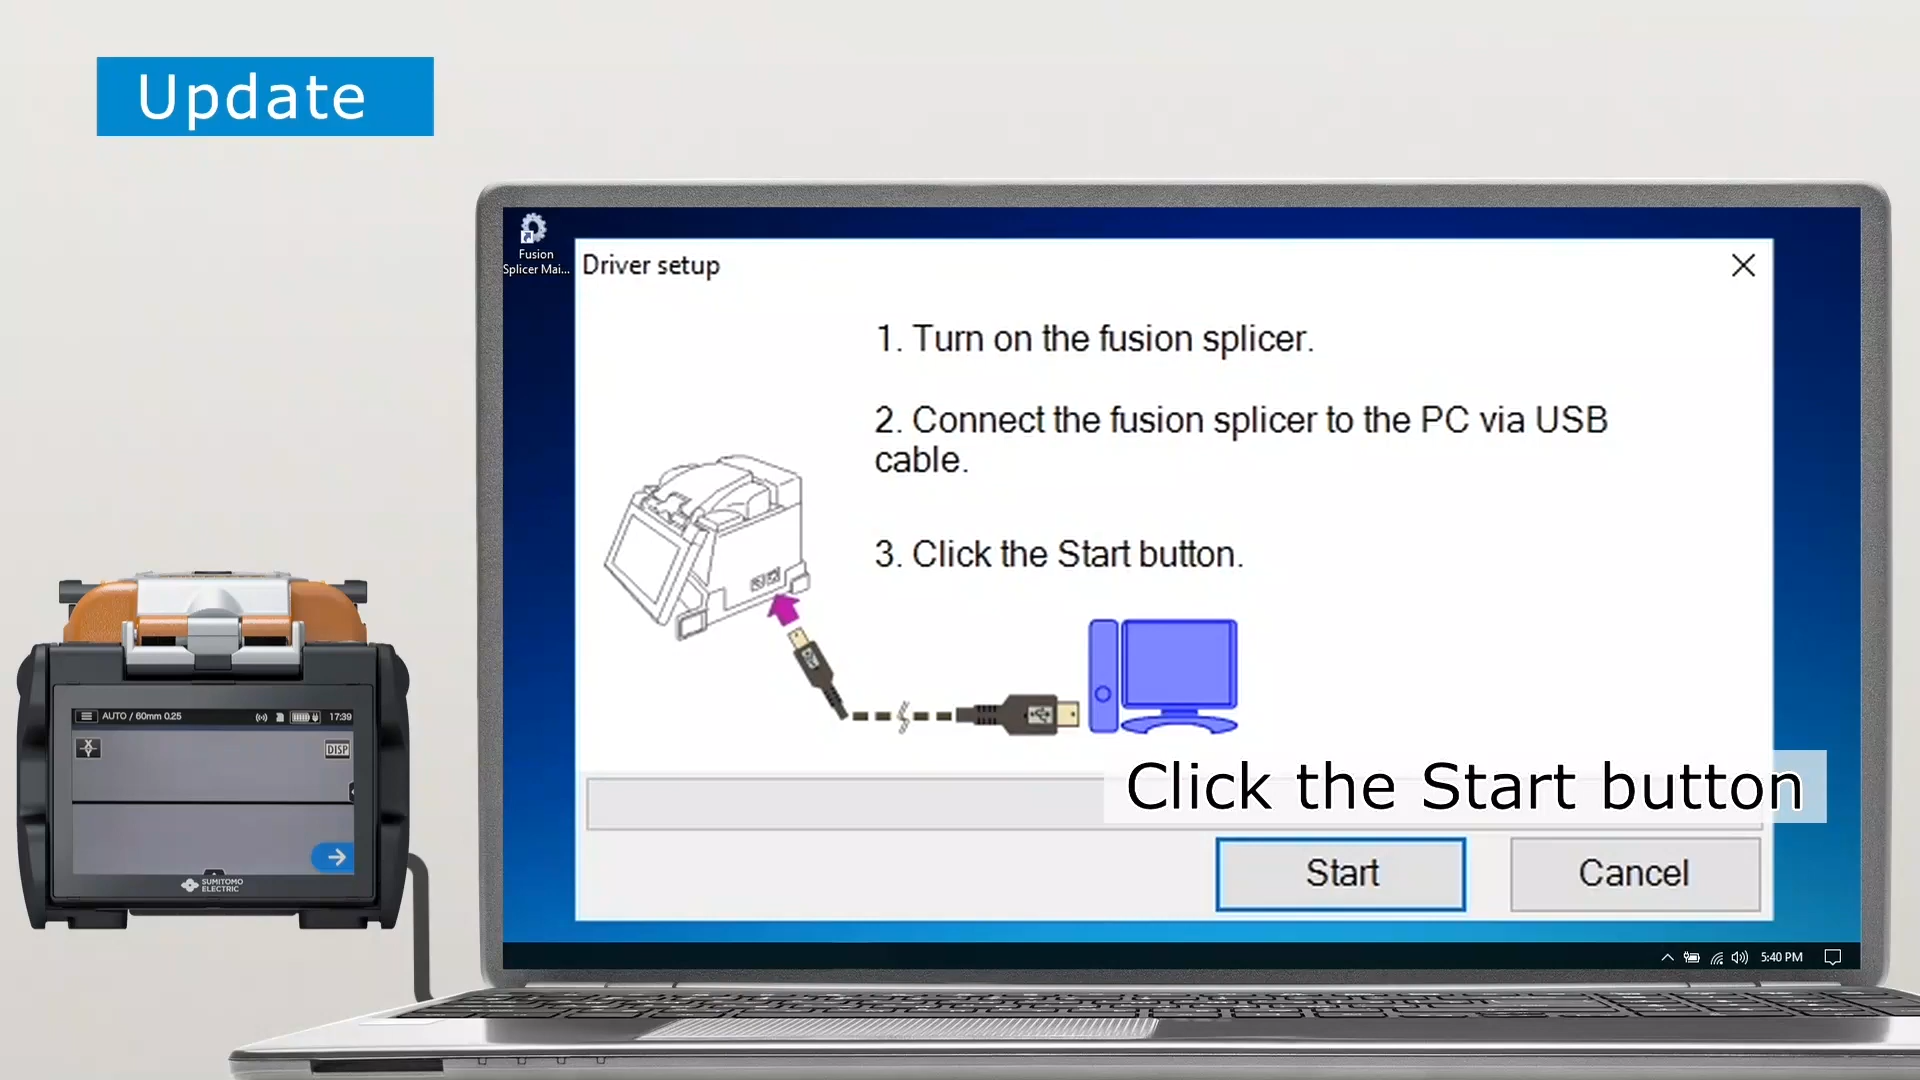 Update
Fusion
Splicer Mai...
Driver setup
1. Turn on the fusion splicer.
2. Connect the fusion splicer to the PC via USB
cable.
3. Click the Start button.
Click the Start button
Start
Cancel
5:40 PM
AUTO / 60mm 0.25
17:39
DISP
SUMITOMO
ELECTRIC